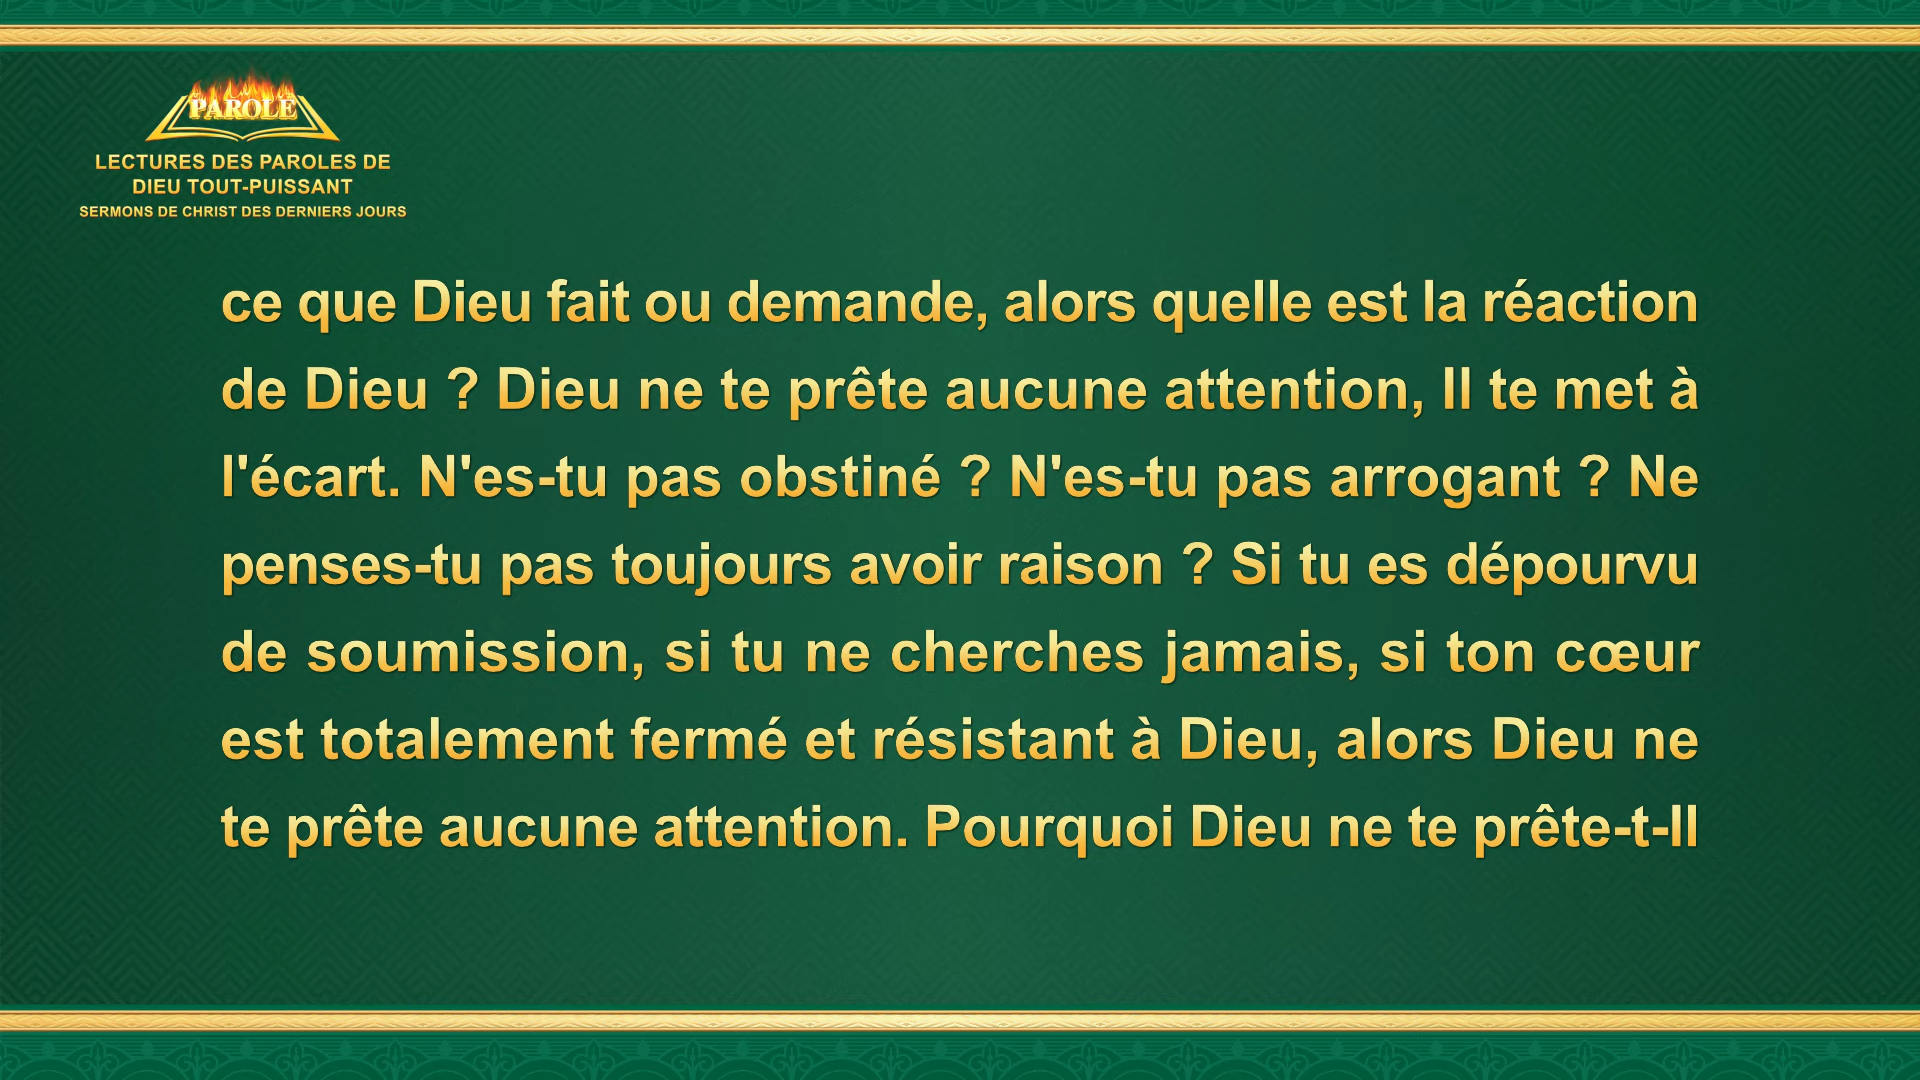 PAROLE
LECTURES DES PAROLES DE
DIEU TOUT-PUISSANT
SERMONS DE CHRIST DES DERNIERS JOURS
ce que Dieu fait ou demande, alors quelle est la réaction
de Dieu ? Dieu ne te prête aucune attention, Il te met à
l'écart. N'es-tu pas obstiné ? N'es-tu pas arrogant ? Ne
penses-tu pas toujours avoir raison ? Si tu es dépourvu
de soumission, si tu ne cherches jamais, si ton cœur
est totalement fermé et résistant à Dieu, alors Dieu ne
te prête aucune attention. Pourquoi Dieu ne te prête-t-Il